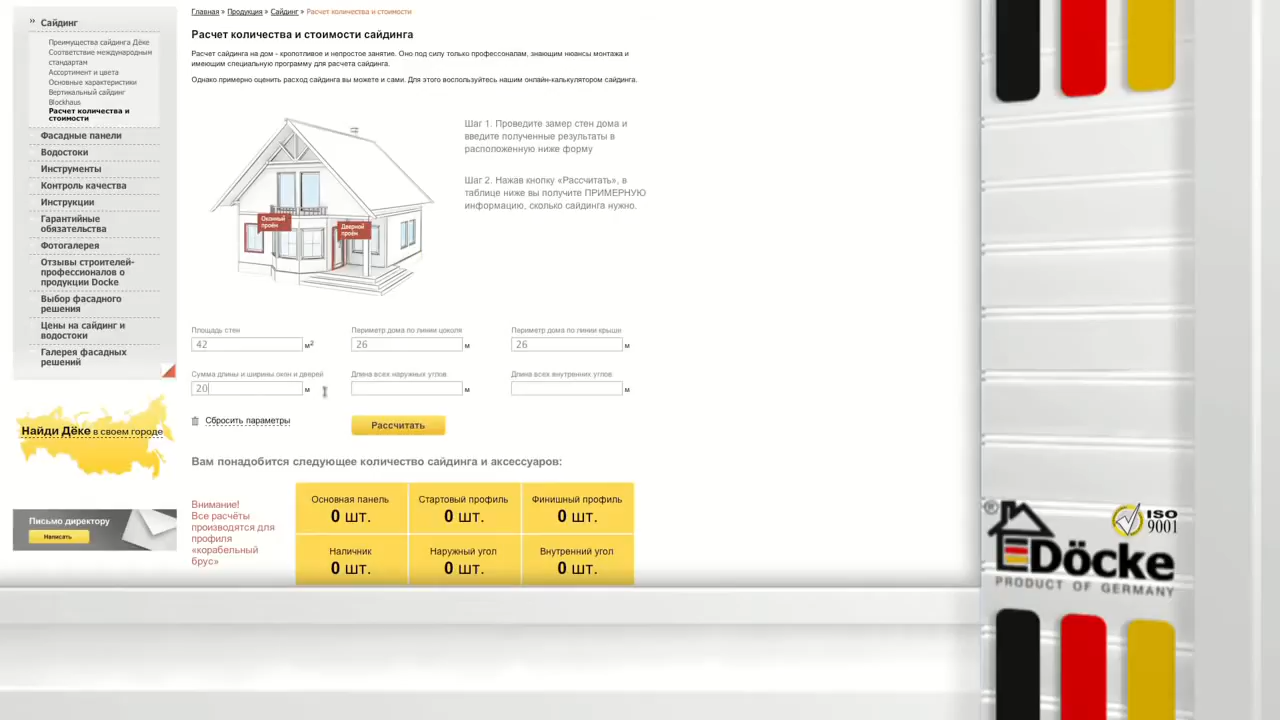 Сайдинг
Преимущества сайдинга Дёке
Соответствие международным
стандартам
Ассортимент и цвета
Основные характеристики
Вертикальный сайдинг
Blockhaus
Расчет количества и
стоимости
Фасадные панели
Водостоки
Инструменты
Контроль качества
Инструкции
Гарантийные
обязательства
Фотогалерея
Отзывы строителей-
профессионалов о
продукции Docke
Выбор фасадного
решения
Цены на сайдинг и
водостоки
Галерея фасадных
решений
Найди Дёке в своем городе
Письмо директору
Написать
Главная » Продукция » Сайдинг » Расчет количества и стоимости
Расчет количества и стоимости сайдинга
Расчет сайдинга на дом - кропотливое и непростое занятие. Оно под силу только профессионалам, знающим нюансы монтажа и
имеющим специальную программу для расчета сайдинга.
Однако примерно оценить расход сайдинга вы можете и сами. Для этого воспользуйтесь нашим онлайн-калькулятором сайдинга.
Оконный
проём
Дверной
проём
Шаг 1. Проведите замер стен дома и
введите полученные результаты в
расположенную ниже форму
Шаг 2. Нажав кнопку «Рассчитать», в
таблице ниже вы получите ПРИМЕРНУЮ
информацию, сколько сайдинга нужно.
Площадь стен
42 м²
Периметр дома по линии цоколя
26 м
Периметр дома по линии крыши
26 м
Сумма длины и ширины окон и дверей
20 м
Длина всех наружных углов
м
Длина всех внутренних углов
м
Сбросить параметры
Рассчитать
Вам понадобится следующее количество сайдинга и аксессуаров:
Внимание!
Все расчёты
производятся для
профиля
«корабельный
брус»
Основная панель
0 шт.
Стартовый профиль
0 шт.
Финишный профиль
0 шт.
Наличник
0 шт.
Наружный угол
0 шт.
Внутренний угол
0 шт.
ISO
9001
®
Döcke
PRODUCT OF GERMANY